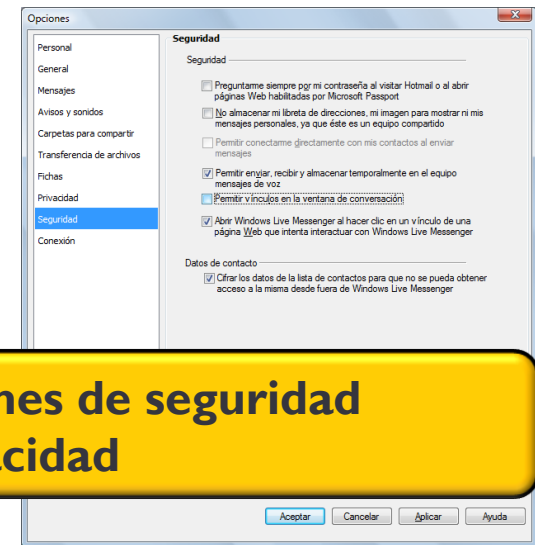 Opciones
Personal
General
Mensajes
Avisos y sonidos
Carpetas para compartir
Transferencia de archivos
Fichas
Privacidad
Seguridad
Conexión
Seguridad
Seguridad
Preguntarme siempre por mi contraseña al visitar Hotmail o al abrir
páginas Web habilitadas por Microsoft Passport
No almacenar mi libreta de direcciones, mi imagen para mostrar ni mis
mensajes personales, ya que éste es un equipo compartido
Permitir conectarme directamente con mis contactos al enviar
mensajes
Permitir enviar, recibir y almacenar temporalmente en el equipo
mensajes de voz
Permitir vínculos en la ventana de conversación
Abrir Windows Live Messenger al hacer clic en un vínculo de una
página Web que intenta interactuar con Windows Live Messenger
Datos de contacto
Cifrar los datos de la lista de contactos para que no se pueda obtener
acceso a la misma desde fuera de Windows Live Messenger
nes de seguridad
acidad
Aceptar Cancelar Aplicar Ayuda